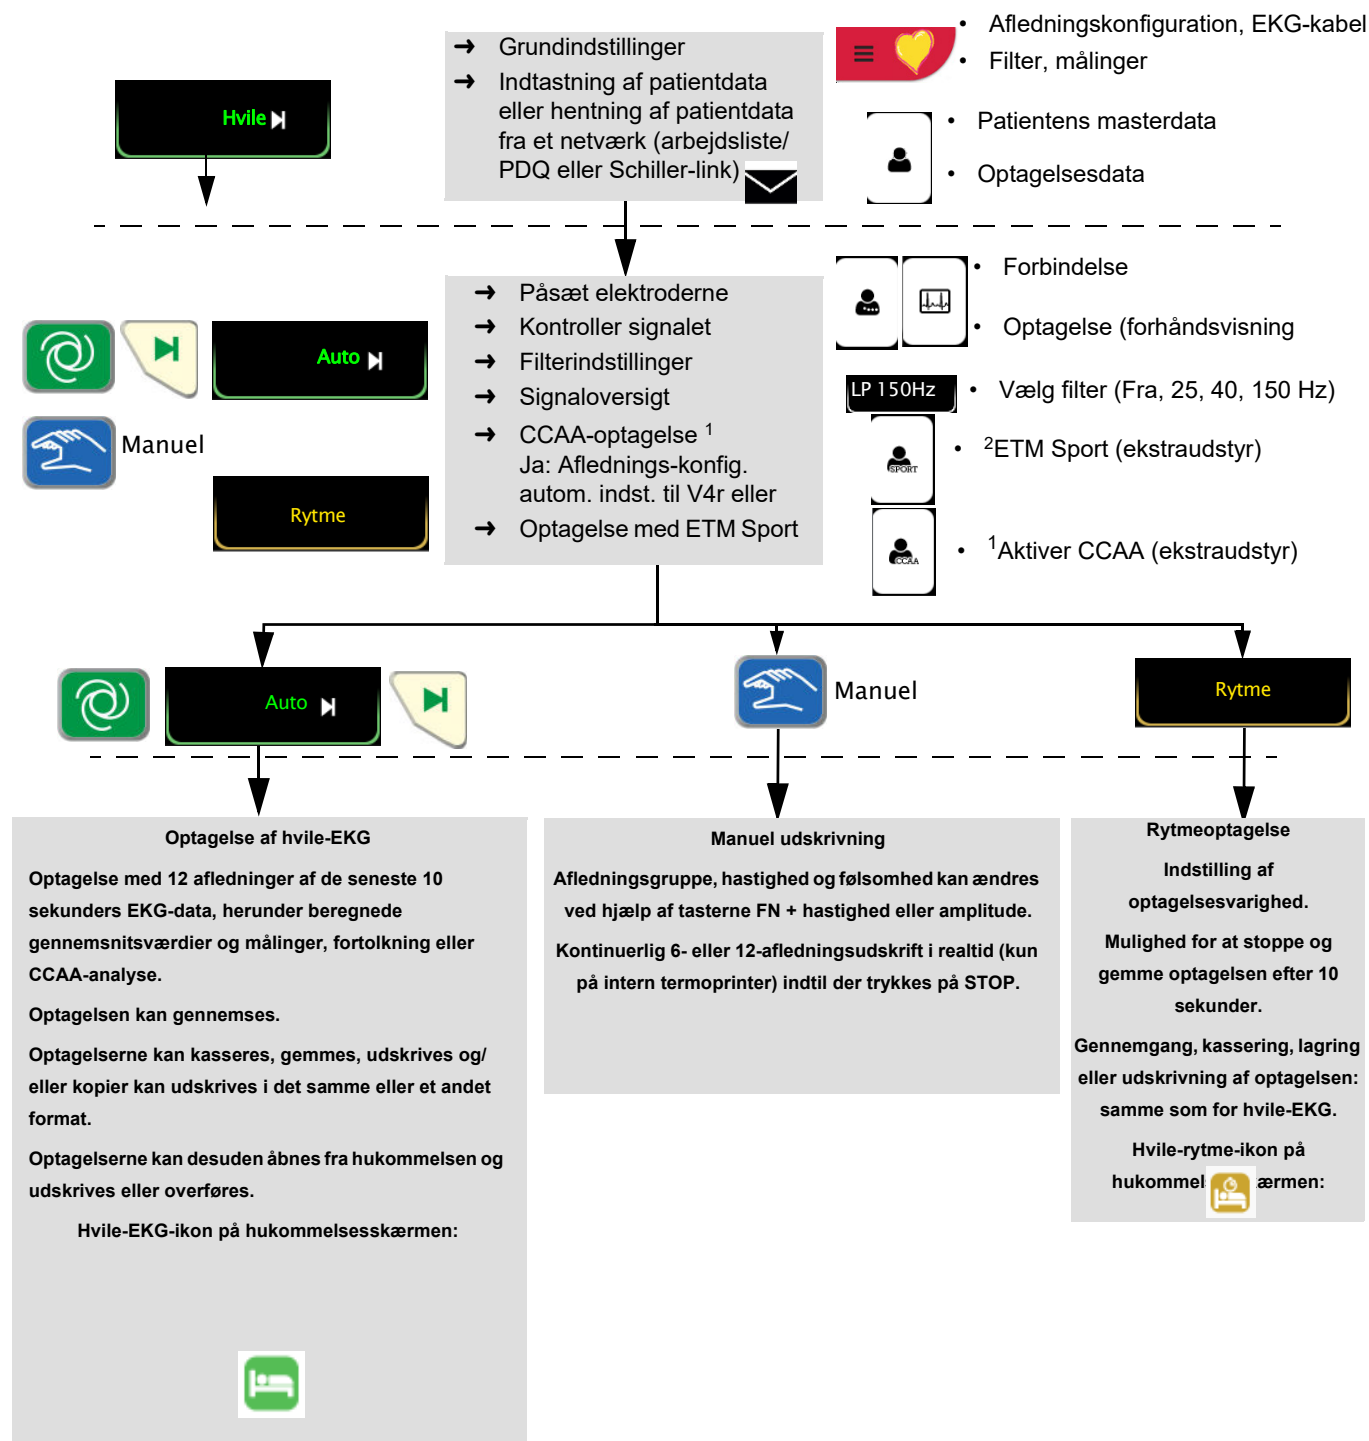 Hvile
➔ Grundindstillinger
➔ Indtastning af patientdata
eller hentning af patientdata
fra et netværk (arbejdsliste/
PDQ eller Schiller-link)
• Afledningskonfiguration, EKG-kabel
• Filter, målinger
• Patientens masterdata
• Optagelsesdata
Auto
Manuel
Rytme
➔ Påsæt elektroderne
➔ Kontroller signalet
➔ Filterindstillinger
➔ Signaloversigt
➔ CCAA-optagelse 1
Ja: Aflednings-konfig.
autom. indst. til V4r eller
➔ Optagelse med ETM Sport
• Forbindelse
• Optagelse (forhåndsvisning
LP 150Hz
• Vælg filter (Fra, 25, 40, 150 Hz)
SPORT
• 2ETM Sport (ekstraudstyr)
CCAA
• 1Aktiver CCAA (ekstraudstyr)
Auto
Manuel
Rytme
Optagelse af hvile-EKG
Optagelse med 12 afledninger af de seneste 10
sekunders EKG-data, herunder beregnede
gennemsnitsværdier og målinger, fortolkning eller
CCAA-analyse.
Optagelsen kan gennemses.
Optagelserne kan kasseres, gemmes, udskrives og/
eller kopier kan udskrives i det samme eller et andet
format.
Optagelserne kan desuden åbnes fra hukommelsen og
udskrives eller overføres.
Hvile-EKG-ikon på hukommelsesskærmen:
Manuel udskrivning
Afledningsgruppe, hastighed og følsomhed kan ændres
ved hjælp af tasterne FN + hastighed eller amplitude.
Kontinuerlig 6- eller 12-afledningsudskrift i realtid (kun
på intern termoprinter) indtil der trykkes på STOP.
Rytmeoptagelse
Indstilling af
optagelsesvarighed.
Mulighed for at stoppe og
gemme optagelsen efter 10
sekunder.
Gennemgang, kassering, lagring
eller udskrivning af optagelsen:
samme som for hvile-EKG.
Hvile-rytme-ikon på
hukommel ærmen: